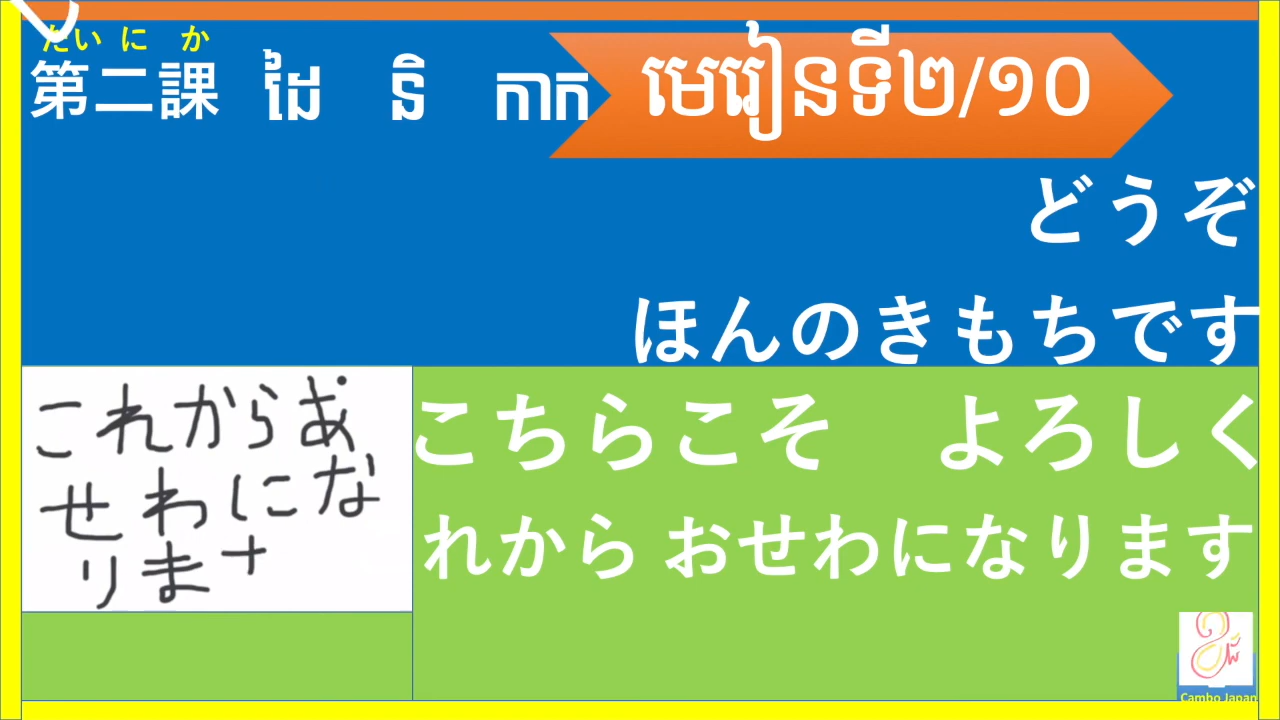 だい に か
第二課 ដៃ និ កាក មេរៀនទី២/១០
どうぞ
ほんのきもちです
こちらこそ よろしく
れから おせわになります
これからお
せわにな
りま
Cambo Japan